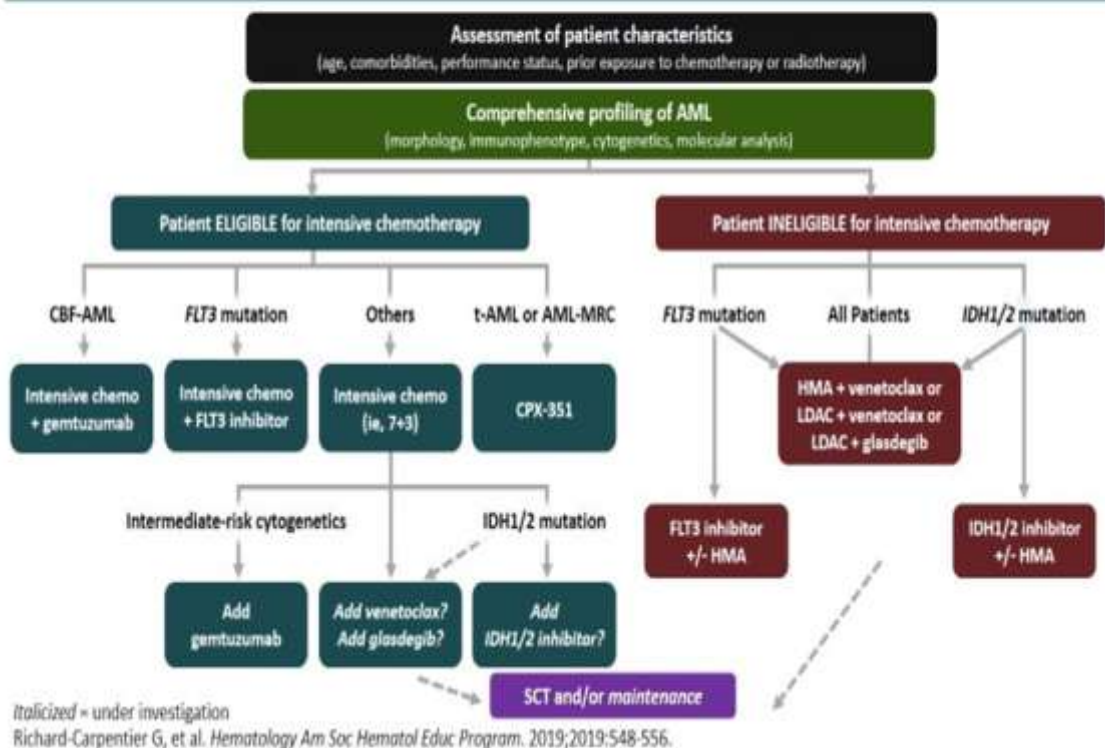 Assessment of patient characteristics
(age, comorbidities, performance status, prior exposure to chemotherapy or radiotherapy)
Comprehensive profiling of AML
(morphology, immunophenotype, cytogenetics, molecular analysis)
Patient ELIGIBLE for intensive chemotherapy
Patient INELIGIBLE for intensive chemotherapy
CBF-AML
FLT3 mutation
Others
t-AML or AML-MRC
FLT3 mutation
All Patients
IDH1/2 mutation
Intensive chemo
+ gemtuzumab
Intensive chemo
+ FLT3 inhibitor
Intensive chemo
(ie, 7+3)
CPX-351
HMA + venetoclax or
LDAC + venetoclax or
LDAC + glasdegib
Intermediate-risk cytogenetics
IDH1/2 mutation
FLT3 inhibitor
+/- HMA
IDH1/2 inhibitor
+/- HMA
Add
gemtuzumab
Add venetoclax?
Add glasdegib?
Add
IDH1/2 inhibitor?
SCT and/or maintenance
Italicized = under investigation
Richard-Carpentier G, et al. Hematology Am Soc Hematol Educ Program. 2019;2019:548-556.